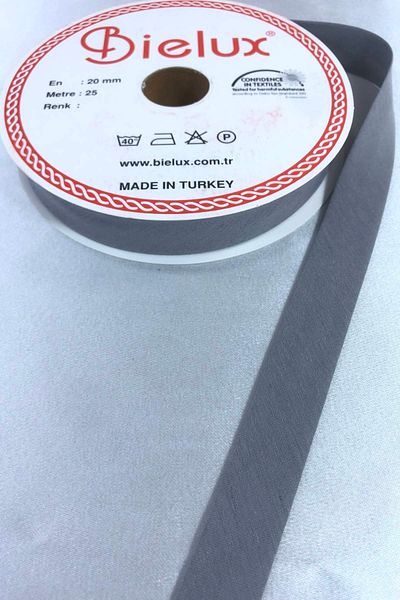 Bielux®
En : 20 mm
Metre : 25
Renk :
CONFIDENCE
IN TEXTILES
Tested for harmful substances
40°
P
www.bielux.com.tr
MADE IN TURKEY